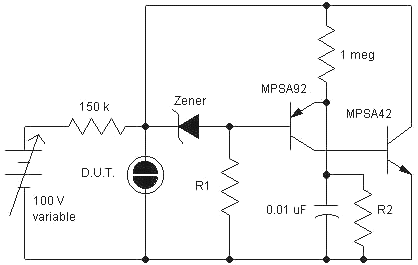 1 meg
MPSA92
Zener
150 k
MPSA42
D.U.T.
R1
100 V
variable
0.01 uF
R2